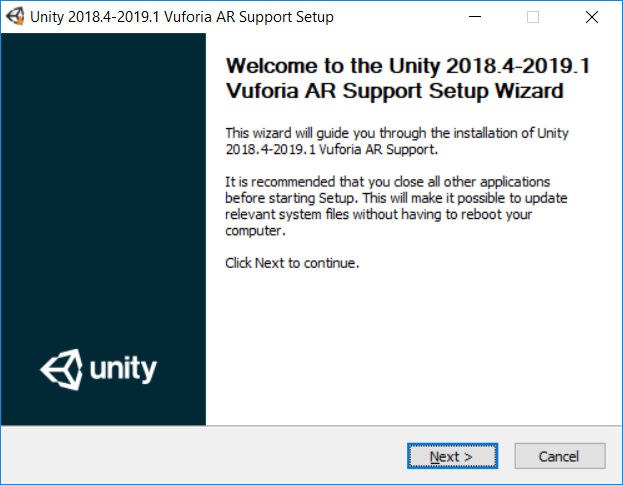 Unity 2018.4-2019.1 Vuforia AR Support Setup
Welcome to the Unity 2018.4-2019.1
Vuforia AR Support Setup Wizard
This wizard will guide you through the installation of Unity
2018.4-2019.1 Vuforia AR Support.
It is recommended that you close all other applications
before starting Setup. This will make it possible to update
relevant system files without having to reboot your
computer.
Click Next to continue.
unity
Next >
Cancel